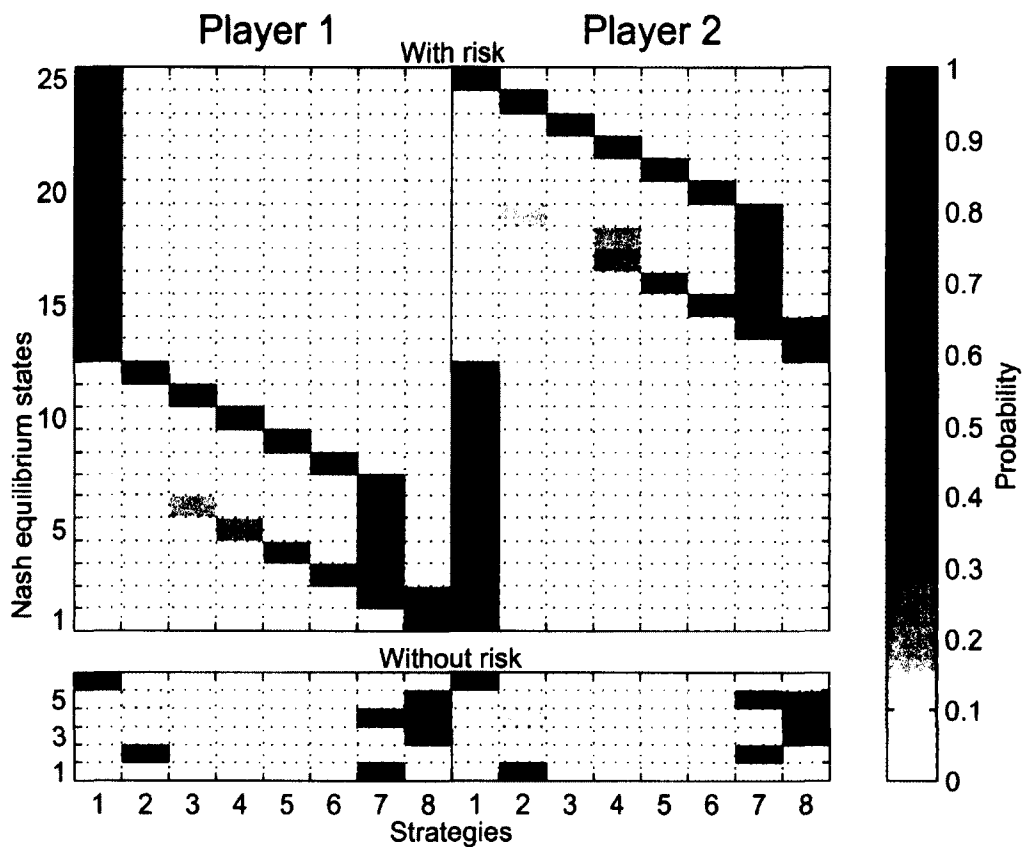 Player 1 Player 2
With risk
25
20
15
10
5
1
Nash equilibrium states
Without risk
5
3
1
1 2 3 4 5 6 7 8 1 2 3 4 5 6 7 8
Strategies
1
0.9
0.8
0.7
0.6
0.5
0.4
0.3
0.2
0.1
0
Probability